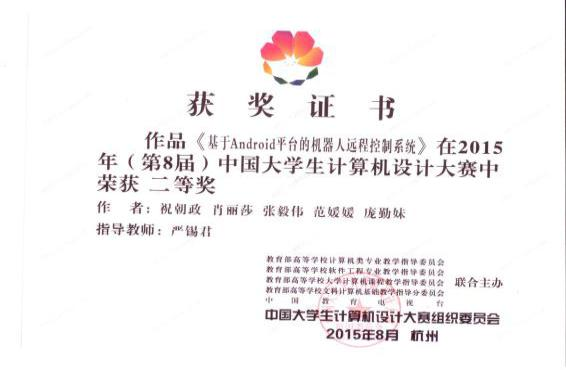 获奖证书
作品《基于Android平台的机器人远程控制系统》在2015
年(第8届)中国大学生计算机设计大赛中
荣获 二等奖
作 者：祝朝政 肖丽莎 张毅伟 范媛媛 庞勤妹
指导教师：严锡君
教育部高等学校计算机类专业教学指导委员会
教育部高等学校软件工程专业教学指导委员会
教育部高等学校大学计算机课程教学指导委员会
教育部高等学校文科计算机基础教学指导分委员会
中国教育电视台
联合主办
中国大学生计算机设计大赛组织委员会
2015年8月 杭州